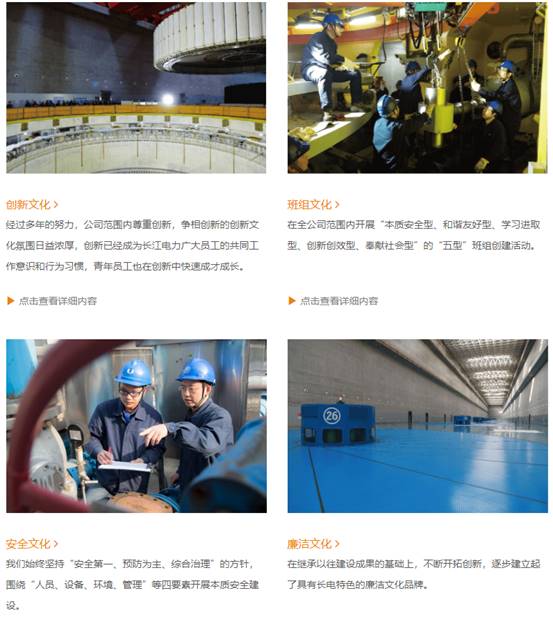 创新文化 >
经过多年的努力，公司范围内尊重创新，争相创新的创新文
化氛围日益浓厚，创新已经成为长江电力广大员工的共同工
作意识和行为习惯，青年员工也在创新中快速成才成长。
▶ 点击查看详细内容
班组文化 >
在全公司范围内开展“本质安全型、和谐友好型、学习进取
型、创新创效型、奉献社会型”的“五型”班组创建活动。
▶ 点击查看详细内容
26
安全文化 >
我们始终坚持“安全第一、预防为主、综合治理”的方针，
围绕“人员、设备、环境、管理”等四要素开展本质安全建
设。
廉洁文化 >
在继承以往建设成果的基础上，不断开拓创新，逐步建立起
了具有长电特色的廉洁文化品牌。